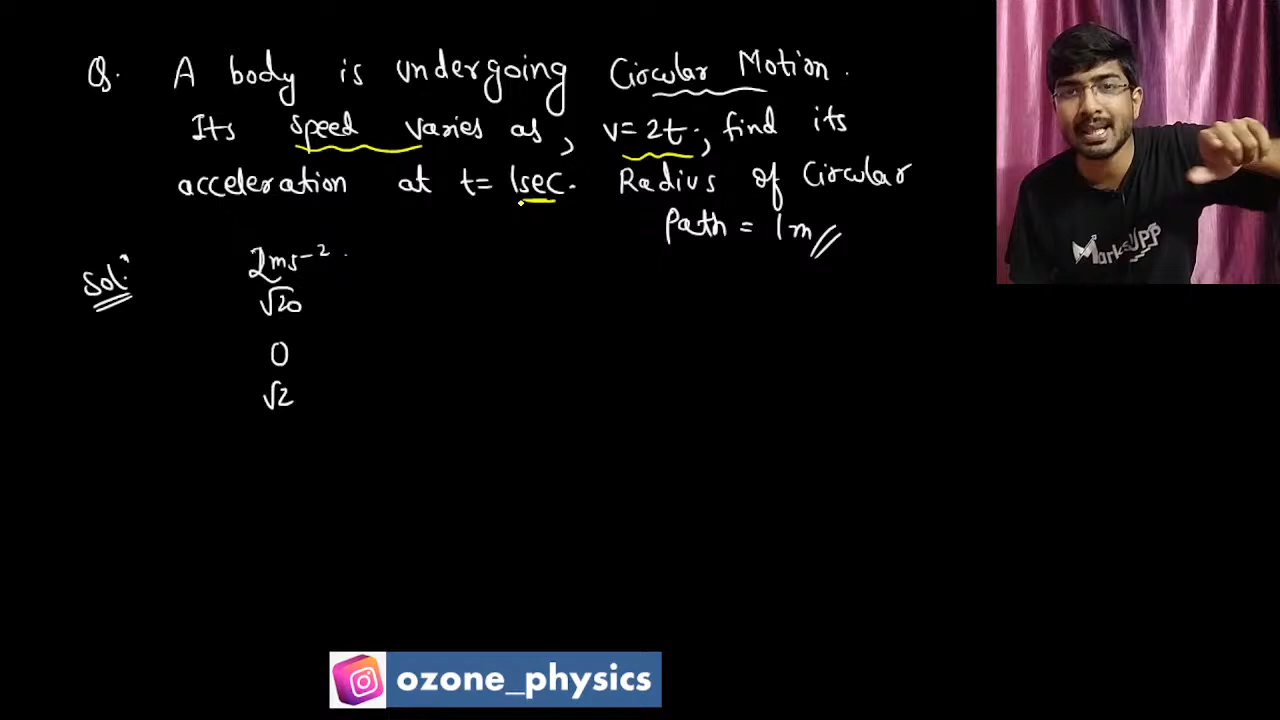 Q. A body is undergoing Circular Motion.
Its speed varies as, v=2t, find its
acceleration at t= 1sec. Radius of Circular
Path = 1m
Sol:
2ms⁻²
√20
0
√2
MarksUPP
ozone_physics